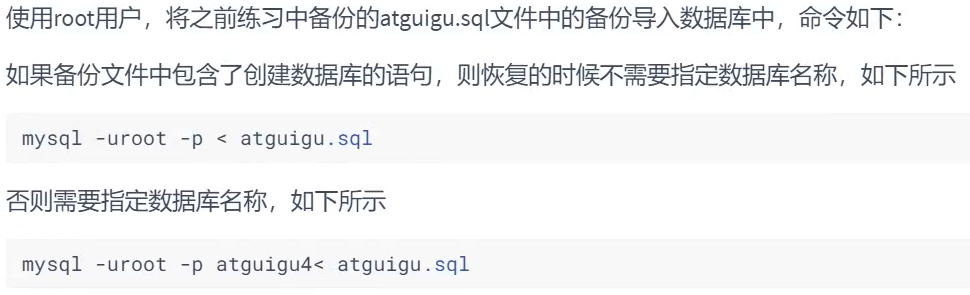 使用root用户，将之前练习中备份的atguigu.sql文件中的备份导入数据库中，命令如下：
如果备份文件中包含了创建数据库的语句，则恢复的时候不需要指定数据库名称，如下所示
mysql -uroot -p < atguigu.sql
否则需要指定数据库名称，如下所示
mysql -uroot -p atguigu4< atguigu.sql